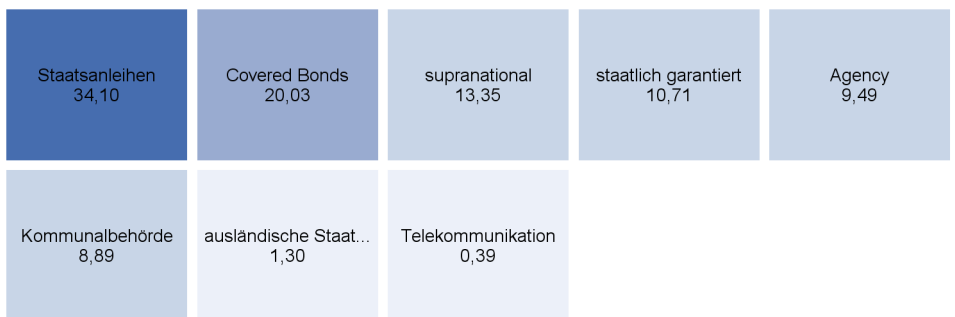 Staatsanleihen
34,10
Covered Bonds
20,03
supranational
13,35
staatlich garantiert
10,71
Agency
9,49
Kommunalbehörde
8,89
ausländische Staat...
1,30
Telekommunikation
0,39